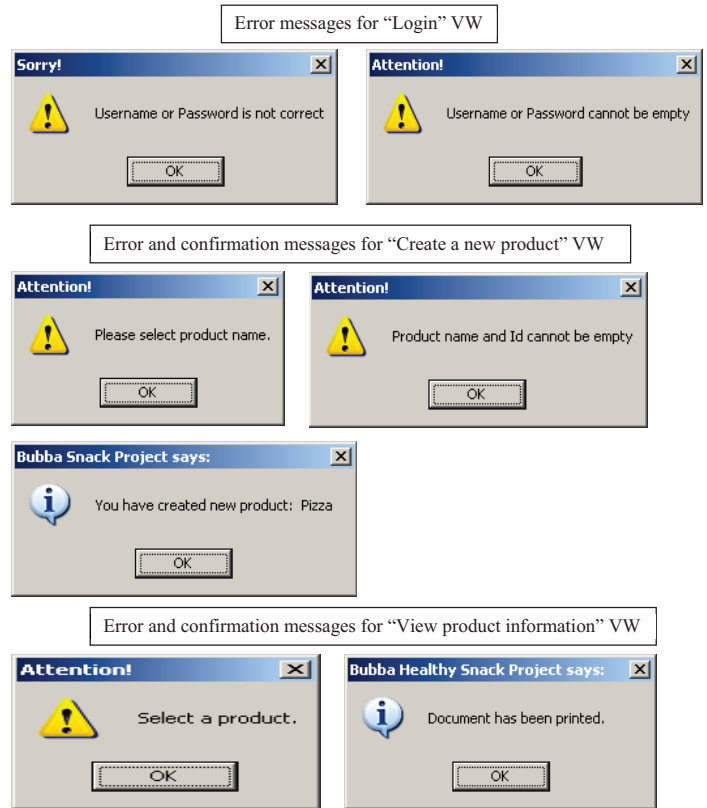 Error messages for “Login” VW
Sorry!
Username or Password is not correct
OK
Attention!
Username or Password cannot be empty
OK
Error and confirmation messages for “Create a new product” VW
Attention!
Please select product name.
OK
Attention!
Product name and Id cannot be empty
OK
Bubba Snack Project says:
You have created new product: Pizza
OK
Error and confirmation messages for “View product information” VW
Attention!
Select a product.
OK
Bubba Healthy Snack Project says:
Document has been printed.
OK